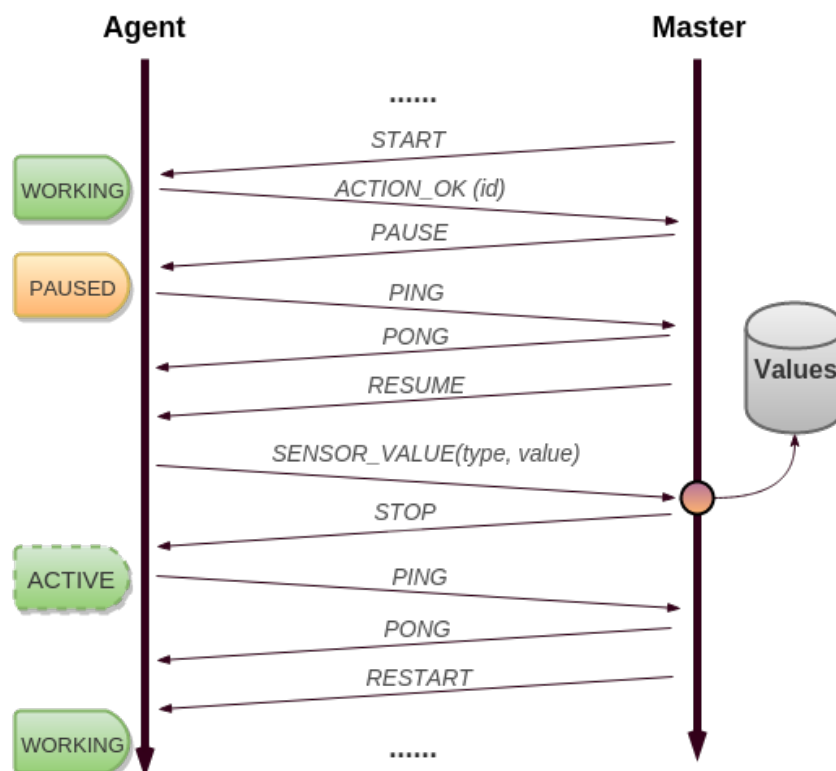 Agent
Master
......
START
WORKING
ACTION_OK (id)
PAUSE
PAUSED
PING
PONG
Values
RESUME
SENSOR_VALUE(type, value)
STOP
ACTIVE
PING
PONG
RESTART
WORKING
......